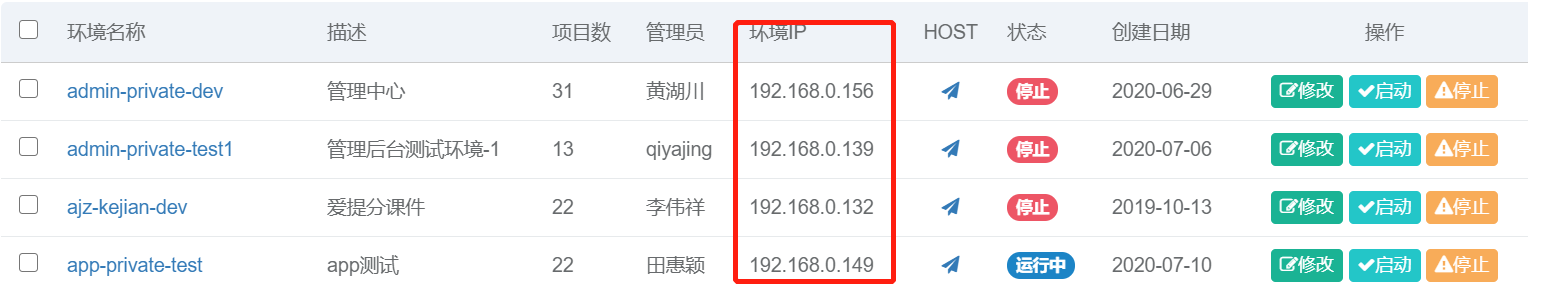 环境名称 描述 项目数 管理员 环境IP HOST 状态 创建日期 操作
admin-private-dev 管理中心 31 黄湖川 192.168.0.156 停止 2020-06-29 修改 启动 停止
admin-private-test1 管理后台测试环境-1 13 qiyajing 192.168.0.139 停止 2020-07-06 修改 启动 停止
ajz-kejian-dev 爱提分课件 22 李伟祥 192.168.0.132 停止 2019-10-13 修改 启动 停止
app-private-test app测试 22 田惠颖 192.168.0.149 运行中 2020-07-10 修改 启动 停止